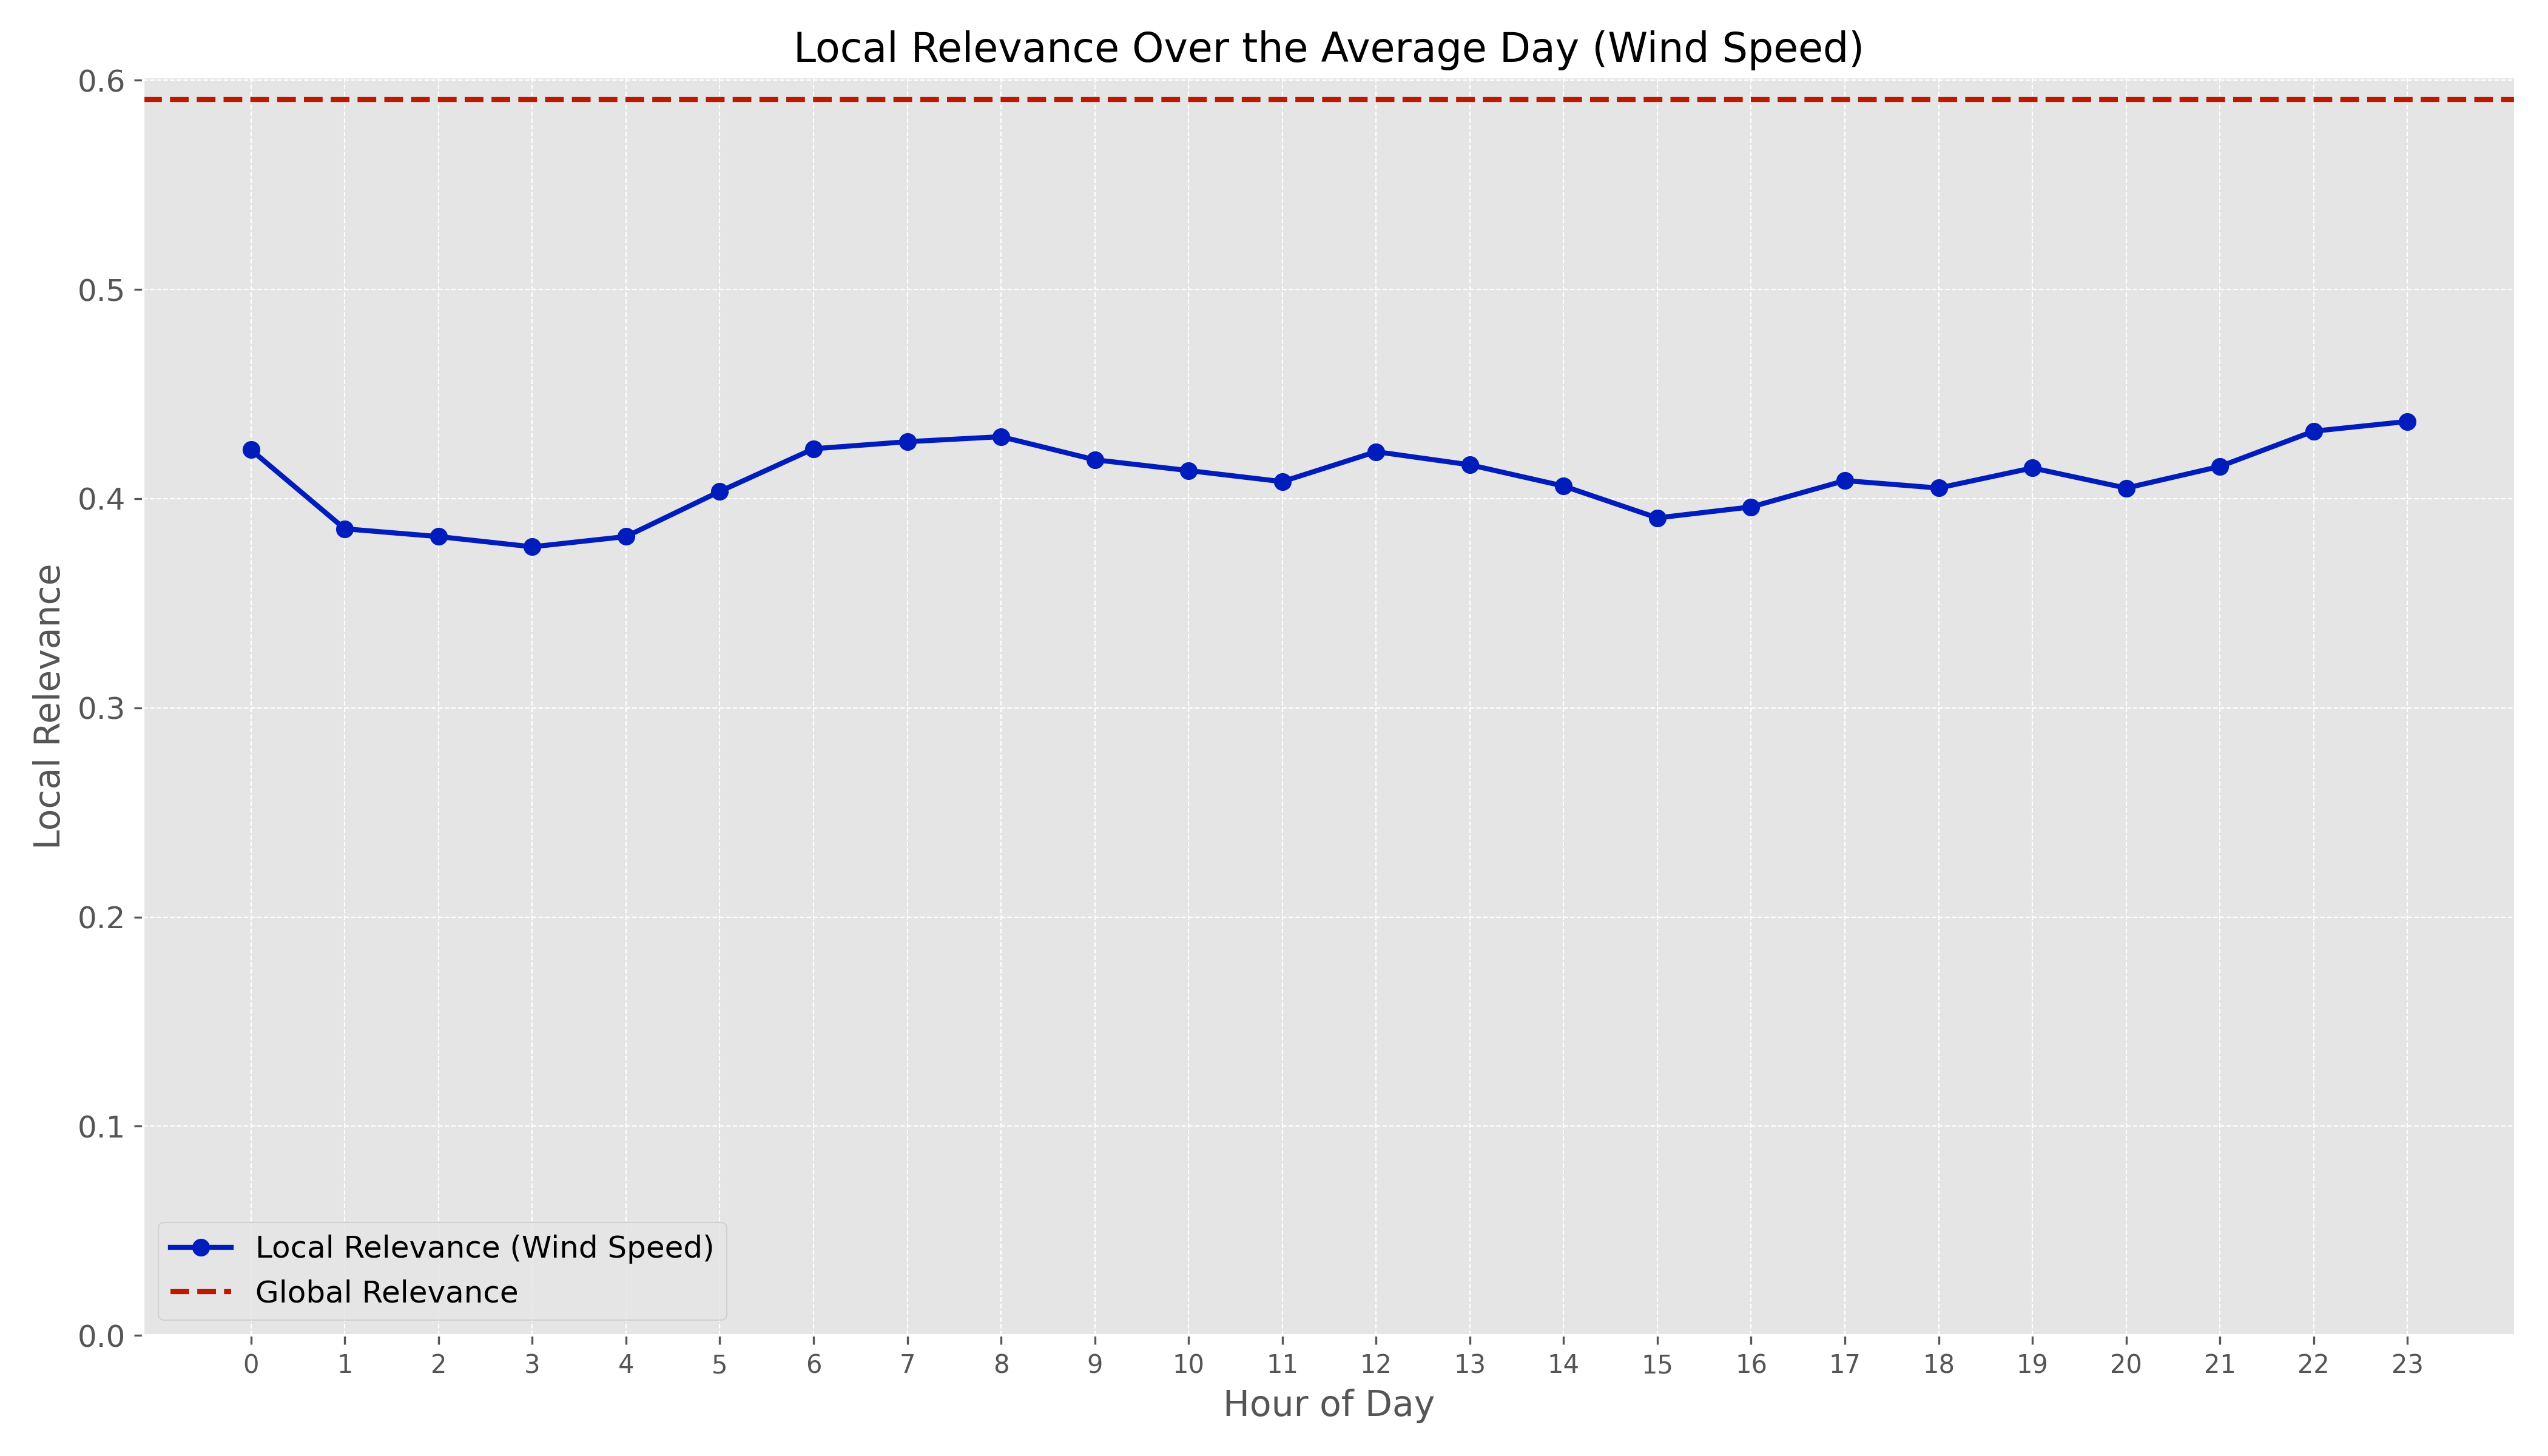 Local Relevance Over the Average Day (Wind Speed)
0.6
0.5
0.4
0.3
0.2
0.1
0.0
Local Relevance
Local Relevance (Wind Speed)
Global Relevance
0 1 2 3 4 5 6 7 8 9 10 11 12 13 14 15 16 17 18 19 20 21 22 23
Hour of Day